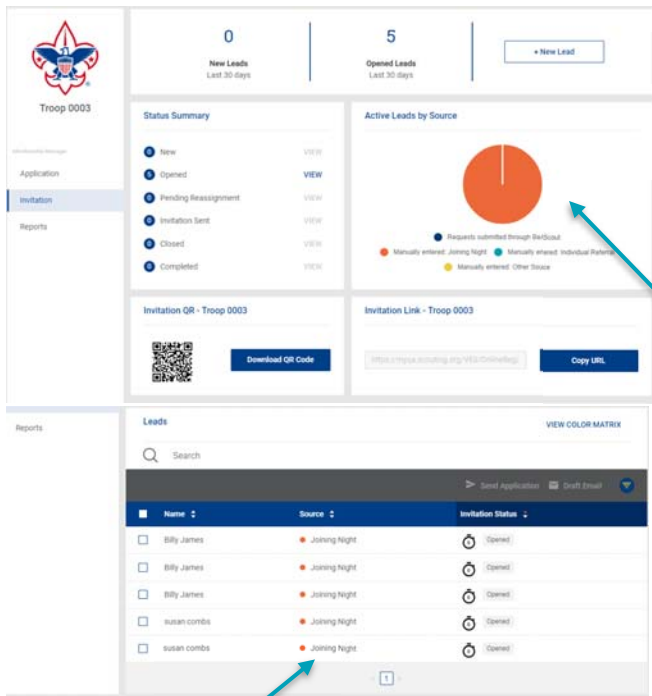 0
New Leads
Last 30 days
5
Opened Leads
Last 30 days
+ New Lead
Troop 0003
Application
Invitation
Reports
Status Summary
0 New VIEW
5 Opened VIEW
0 Pending Reassignment VIEW
0 Invitation Sent VIEW
0 Closed VIEW
0 Completed VIEW
Active Leads by Source
Requests submitted through BeAScout
Manually entered: Joining Night Manually entered: Individual Referral
Manually entered: Other Source
Invitation QR - Troop 0003
Download QR Code
Invitation Link - Troop 0003
Copy URL
Reports
Leads
VIEW COLOR MATRIX
Search
Send Application Draft Email
Name Source Invitation Status
Billy James Joining Night Opened
Billy James Joining Night Opened
Billy James Joining Night Opened
susan combs Joining Night Opened
susan combs Joining Night Opened
1